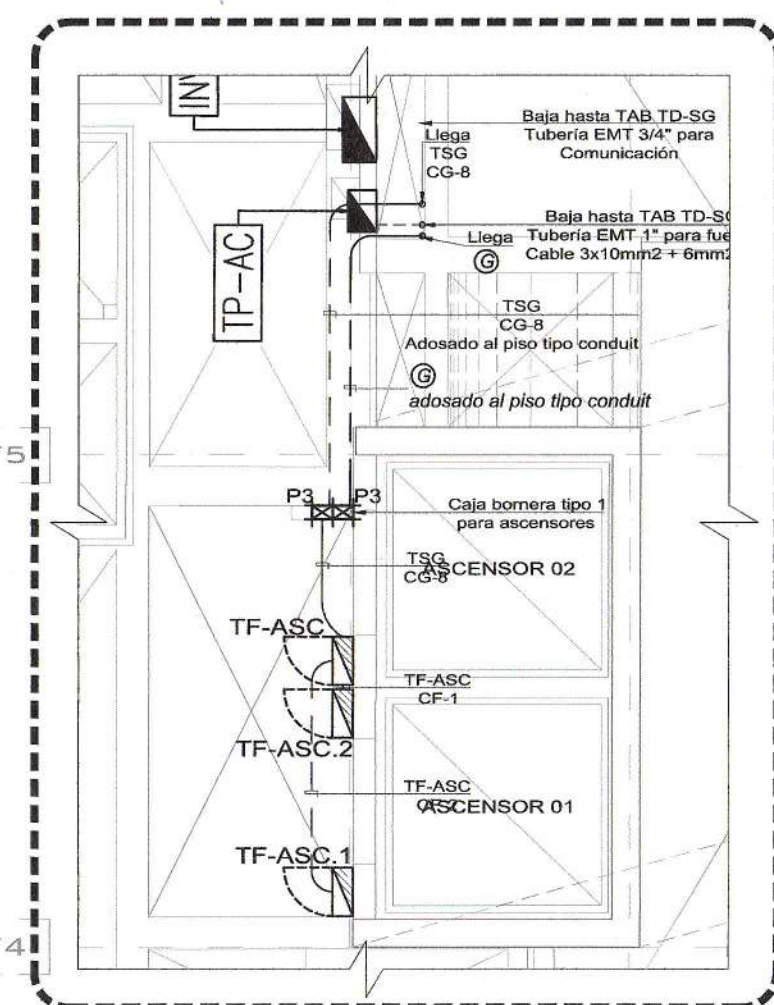 INV
Baja hasta TAB TD-SG
Tubería EMT 3/4" para
Comunicación
Llega
TSG
CG-8
Baja hasta TAB TD-SG
Tubería EMT 1" para
Cable 3x10mm2 + 6mm2
Llega
G
TP-AC
TSG
CG-8
Adosado al piso tipo conduit
G
adosado al piso tipo conduit
5
P3
P3
Caja bornera tipo 1
para ascensores
TSG
CG-8
ASCENSOR 02
TF-ASC
TF-ASC
CF-1
TF-ASC.2
TF-ASC
CF-2
ASCENSOR 01
TF-ASC.1
4